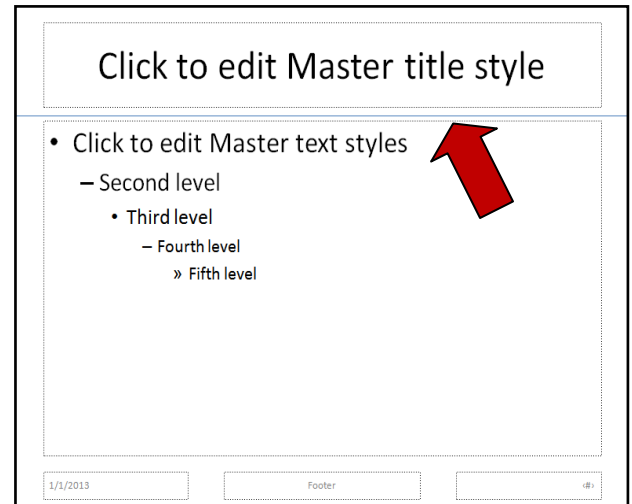 Click to edit Master title style
• Click to edit Master text styles
– Second level
• Third level
– Fourth level
» Fifth level
1/1/2013 Footer ‹#›